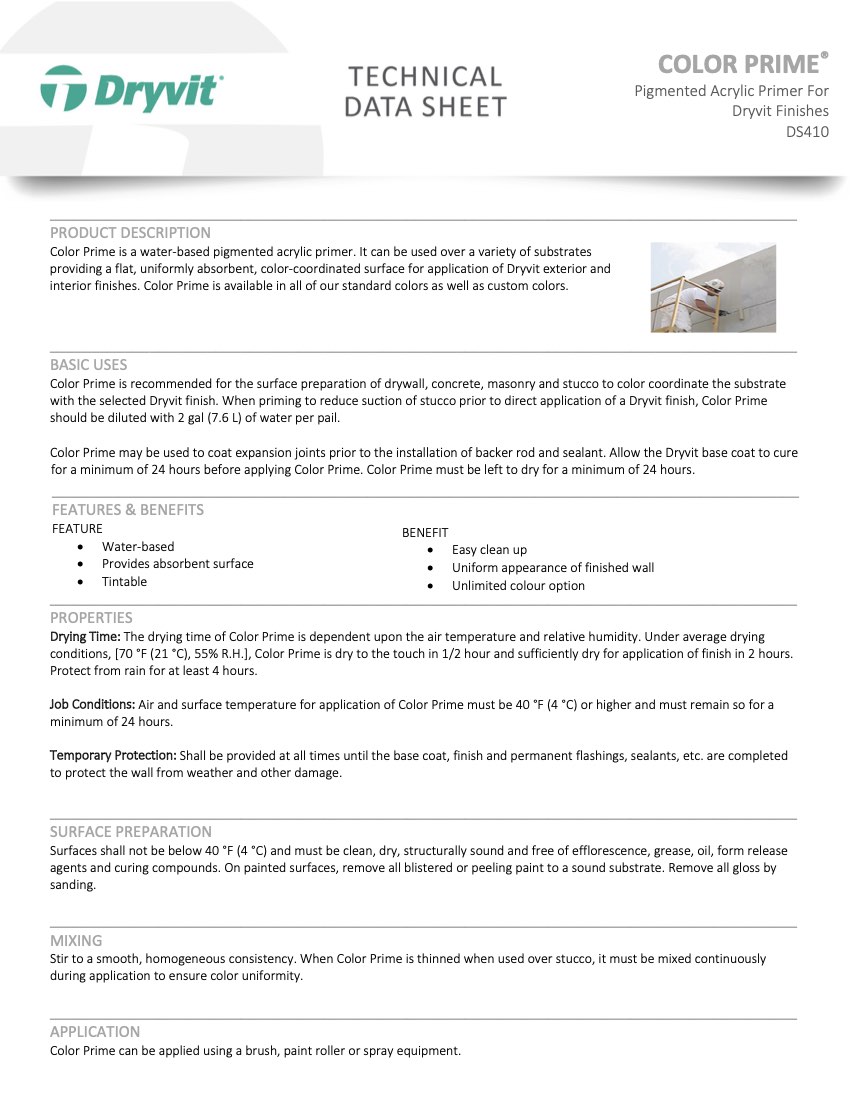 Dryvit®
TECHNICAL
DATA SHEET
COLOR PRIME®
Pigmented Acrylic Primer For
Dryvit Finishes
DS410
PRODUCT DESCRIPTION
Color Prime is a water-based pigmented acrylic primer. It can be used over a variety of substrates
providing a flat, uniformly absorbent, color-coordinated surface for application of Dryvit exterior and
interior finishes. Color Prime is available in all of our standard colors as well as custom colors.
BASIC USES
Color Prime is recommended for the surface preparation of drywall, concrete, masonry and stucco to color coordinate the substrate
with the selected Dryvit finish. When priming to reduce suction of stucco prior to direct application of a Dryvit finish, Color Prime
should be diluted with 2 gal (7.6 L) of water per pail.
Color Prime may be used to coat expansion joints prior to the installation of backer rod and sealant. Allow the Dryvit base coat to cure
for a minimum of 24 hours before applying Color Prime. Color Prime must be left to dry for a minimum of 24 hours.
FEATURES & BENEFITS
FEATURE
• Water-based
• Provides absorbent surface
• Tintable
BENEFIT
• Easy clean up
• Uniform appearance of finished wall
• Unlimited colour option
PROPERTIES
Drying Time: The drying time of Color Prime is dependent upon the air temperature and relative humidity. Under average drying
conditions, [70 °F (21 °C), 55% R.H.], Color Prime is dry to the touch in 1/2 hour and sufficiently dry for application of finish in 2 hours.
Protect from rain for at least 4 hours.
Job Conditions: Air and surface temperature for application of Color Prime must be 40 °F (4 °C) or higher and must remain so for a
minimum of 24 hours.
Temporary Protection: Shall be provided at all times until the base coat, finish and permanent flashings, sealants, etc. are completed
to protect the wall from weather and other damage.
SURFACE PREPARATION
Surfaces shall not be below 40 °F (4 °C) and must be clean, dry, structurally sound and free of efflorescence, grease, oil, form release
agents and curing compounds. On painted surfaces, remove all blistered or peeling paint to a sound substrate. Remove all gloss by
sanding.
MIXING
Stir to a smooth, homogeneous consistency. When Color Prime is thinned when used over stucco, it must be mixed continuously
during application to ensure color uniformity.
APPLICATION
Color Prime can be applied using a brush, paint roller or spray equipment.